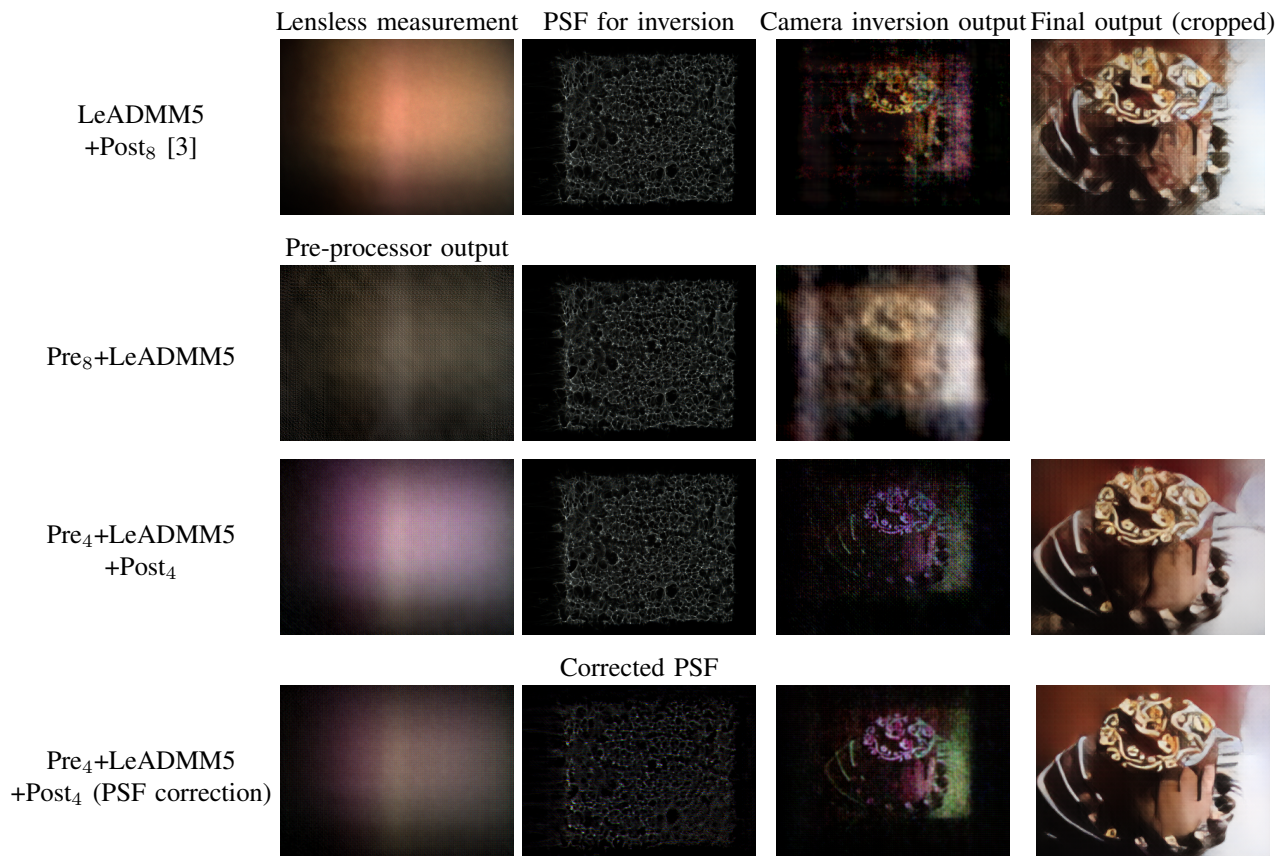 Lensless measurement PSF for inversion Camera inversion output Final output (cropped)
LeADMM5
+Post₈ [3]
Pre-processor output
Pre₈+LeADMM5
Pre₄+LeADMM5
+Post₄
Corrected PSF
Pre₄+LeADMM5
+Post₄ (PSF correction)